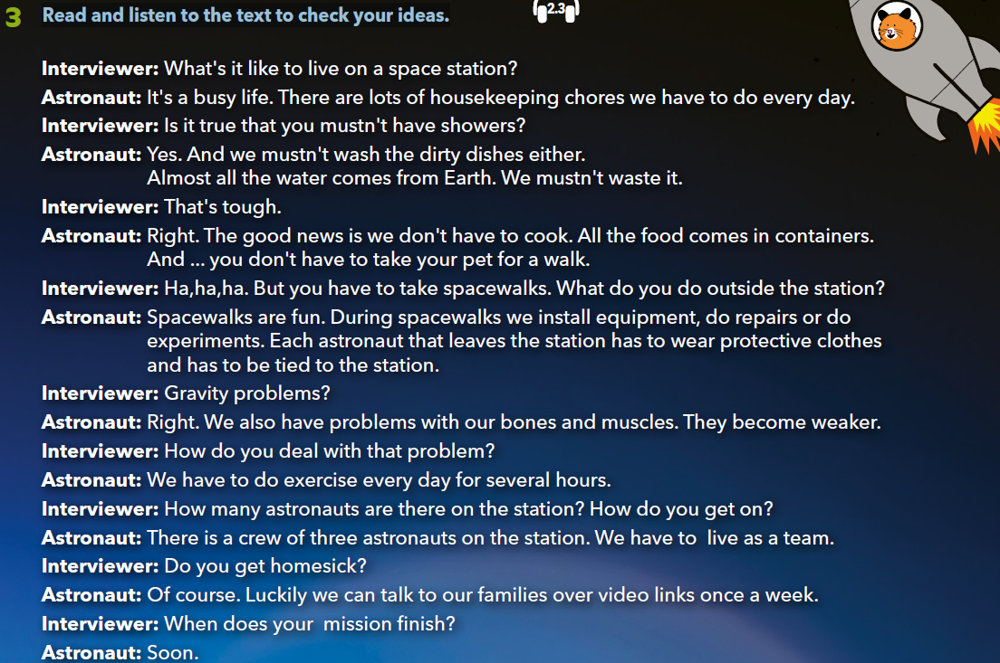 3 Read and listen to the text to check your ideas. 2.3
Interviewer: What's it like to live on a space station?
Astronaut: It's a busy life. There are lots of housekeeping chores we have to do every day.
Interviewer: Is it true that you mustn't have showers?
Astronaut: Yes. And we mustn't wash the dirty dishes either.
Almost all the water comes from Earth. We mustn't waste it.
Interviewer: That's tough.
Astronaut: Right. The good news is we don't have to cook. All the food comes in containers.
And ... you don't have to take your pet for a walk.
Interviewer: Ha,ha,ha. But you have to take spacewalks. What do you do outside the station?
Astronaut: Spacewalks are fun. During spacewalks we install equipment, do repairs or do
experiments. Each astronaut that leaves the station has to wear protective clothes
and has to be tied to the station.
Interviewer: Gravity problems?
Astronaut: Right. We also have problems with our bones and muscles. They become weaker.
Interviewer: How do you deal with that problem?
Astronaut: We have to do exercise every day for several hours.
Interviewer: How many astronauts are there on the station? How do you get on?
Astronaut: There is a crew of three astronauts on the station. We have to live as a team.
Interviewer: Do you get homesick?
Astronaut: Of course. Luckily we can talk to our families over video links once a week.
Interviewer: When does your mission finish?
Astronaut: Soon.